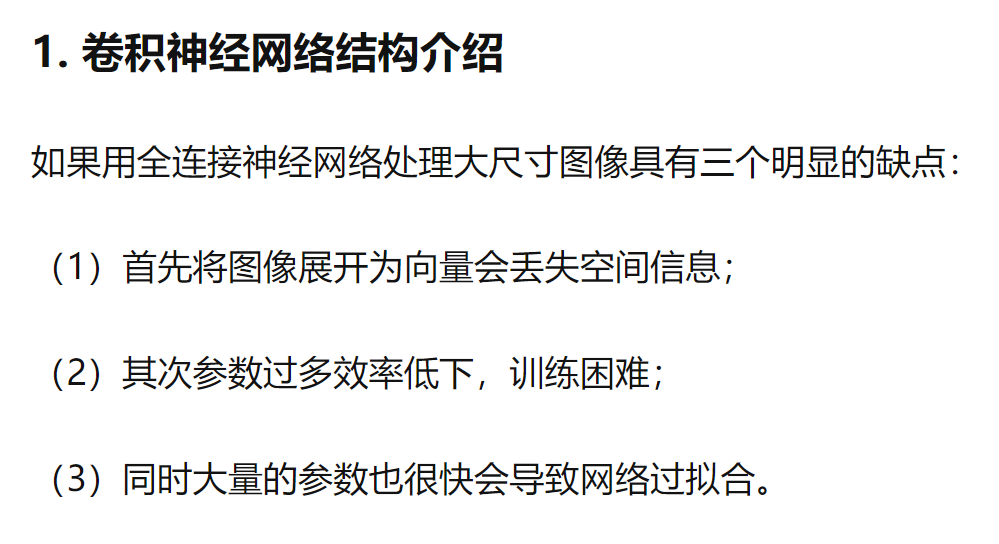 1. 卷积神经网络结构介绍
如果用全连接神经网络处理大尺寸图像具有三个明显的缺点：
（1）首先将图像展开为向量会丢失空间信息；
（2）其次参数过多效率低下，训练困难；
（3）同时大量的参数也很快会导致网络过拟合。